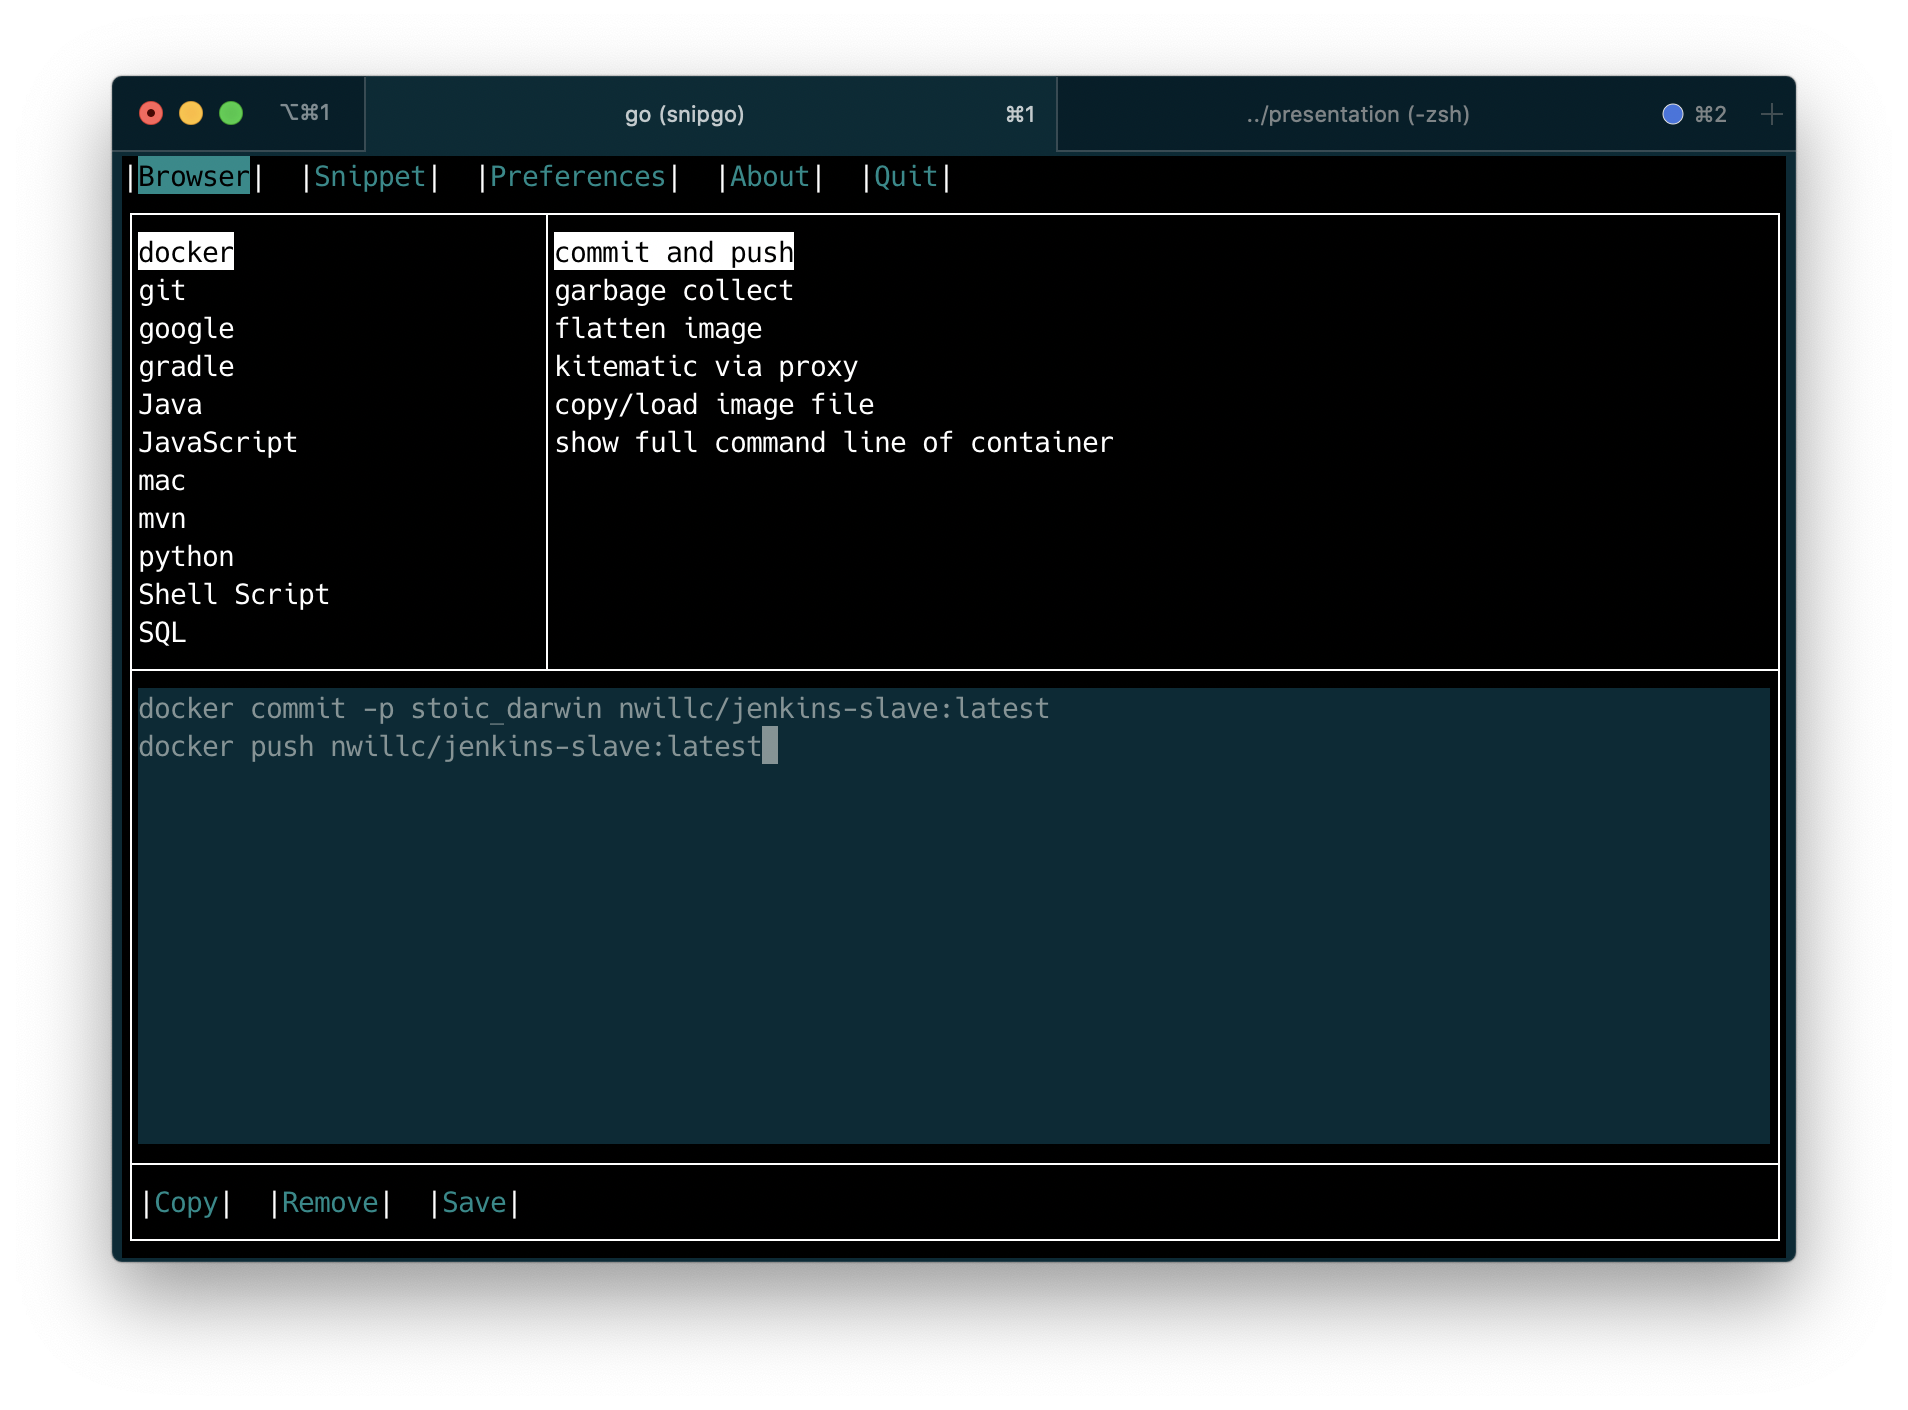 ⌥⌘1 go (snipgo) ⌘1 ../presentation (-zsh) ⌘2 +
|Browser| |Snippet| |Preferences| |About| |Quit|
docker
git
google
gradle
Java
JavaScript
mac
mvn
python
Shell Script
SQL
commit and push
garbage collect
flatten image
kitematic via proxy
copy/load image file
show full command line of container
docker commit -p stoic_darwin nwillc/jenkins-slave:latest
docker push nwillc/jenkins-slave:latest
|Copy| |Remove| |Save|